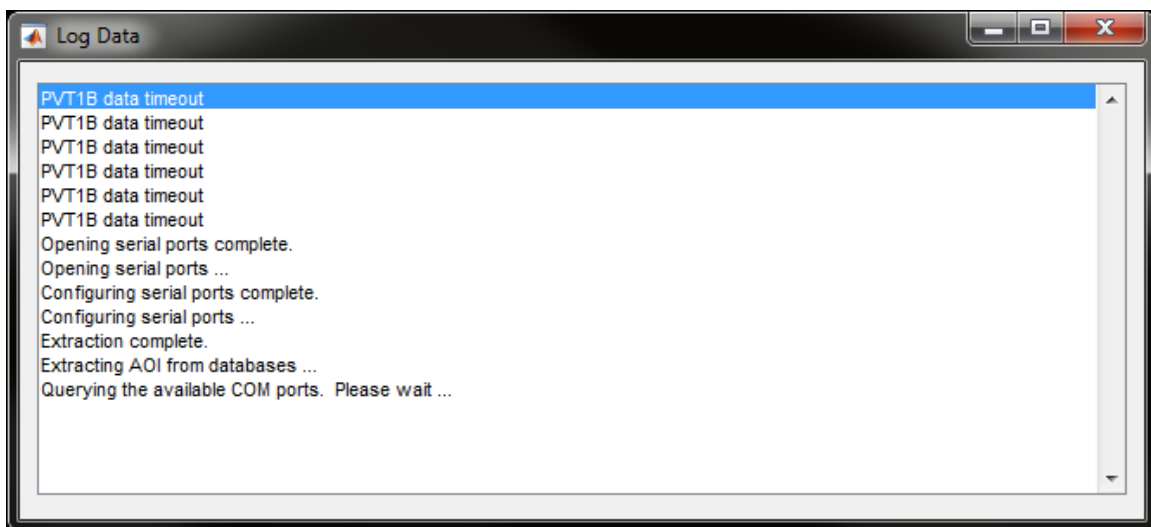 Log Data
PVT1B data timeout
PVT1B data timeout
PVT1B data timeout
PVT1B data timeout
PVT1B data timeout
PVT1B data timeout
Opening serial ports complete.
Opening serial ports ...
Configuring serial ports complete.
Configuring serial ports ...
Extraction complete.
Extracting AOI from databases ...
Querying the available COM ports.  Please wait ...